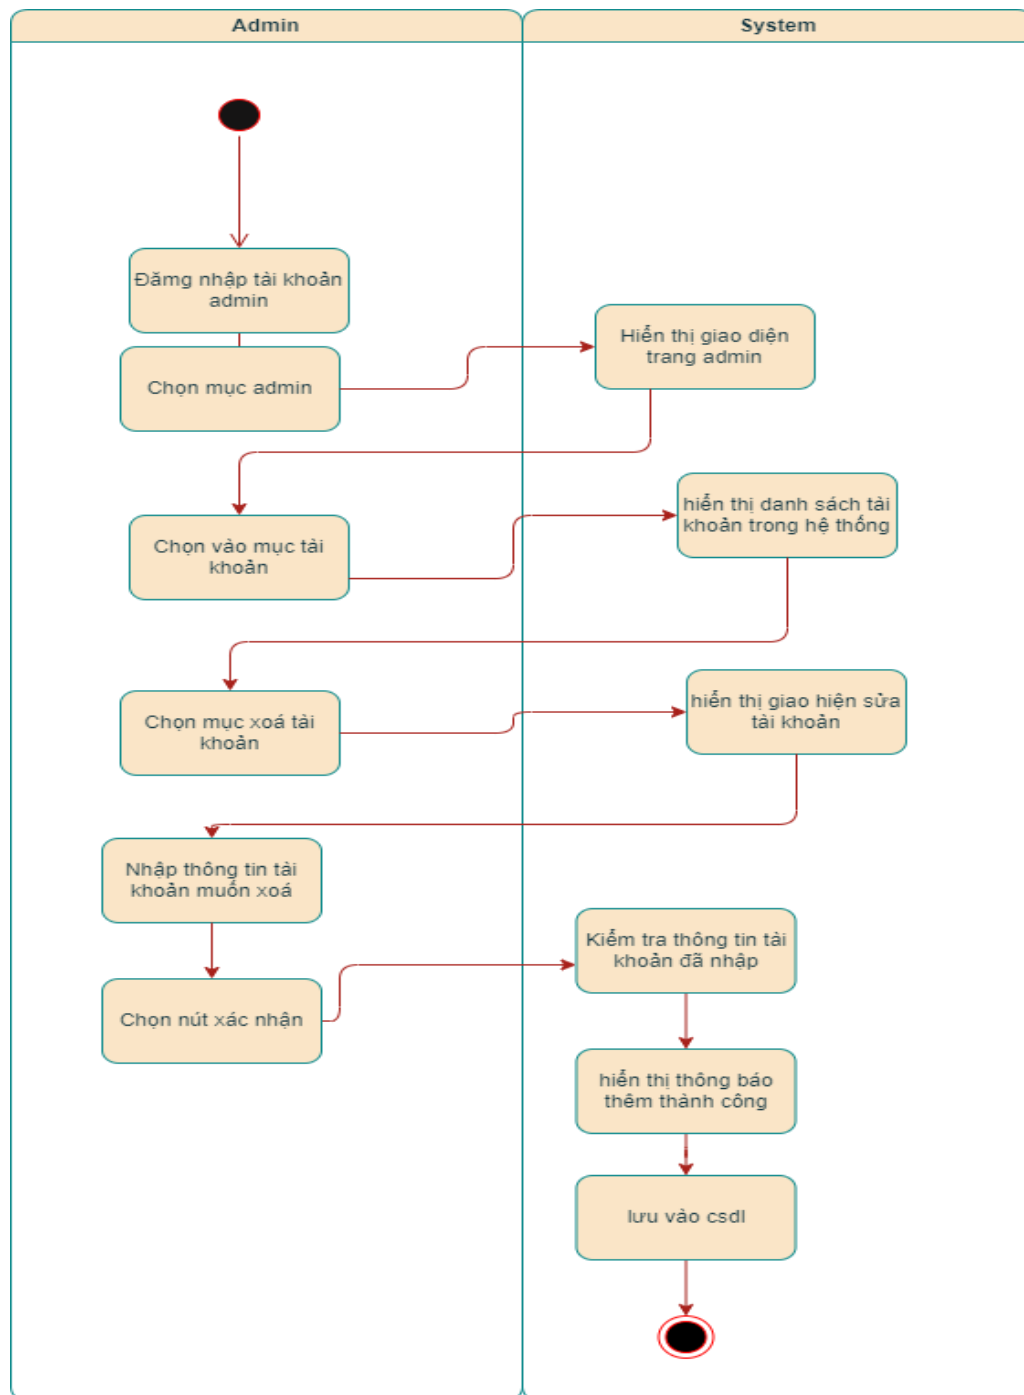 Admin
System
Đămg nhập tài khoản
admin
Chọn mục admin
Hiển thị giao diện
trang admin
Chọn vào mục tài
khoản
hiển thị danh sách tài
khoản trong hệ thống
Chọn mục xoá tài
khoản
hiển thị giao hiện sửa
tài khoản
Nhập thông tin tài
khoản muốn xoá
Chọn nút xác nhận
Kiểm tra thông tin tài
khoản đã nhập
hiển thị thông báo
thêm thành công
lưu vào csdl